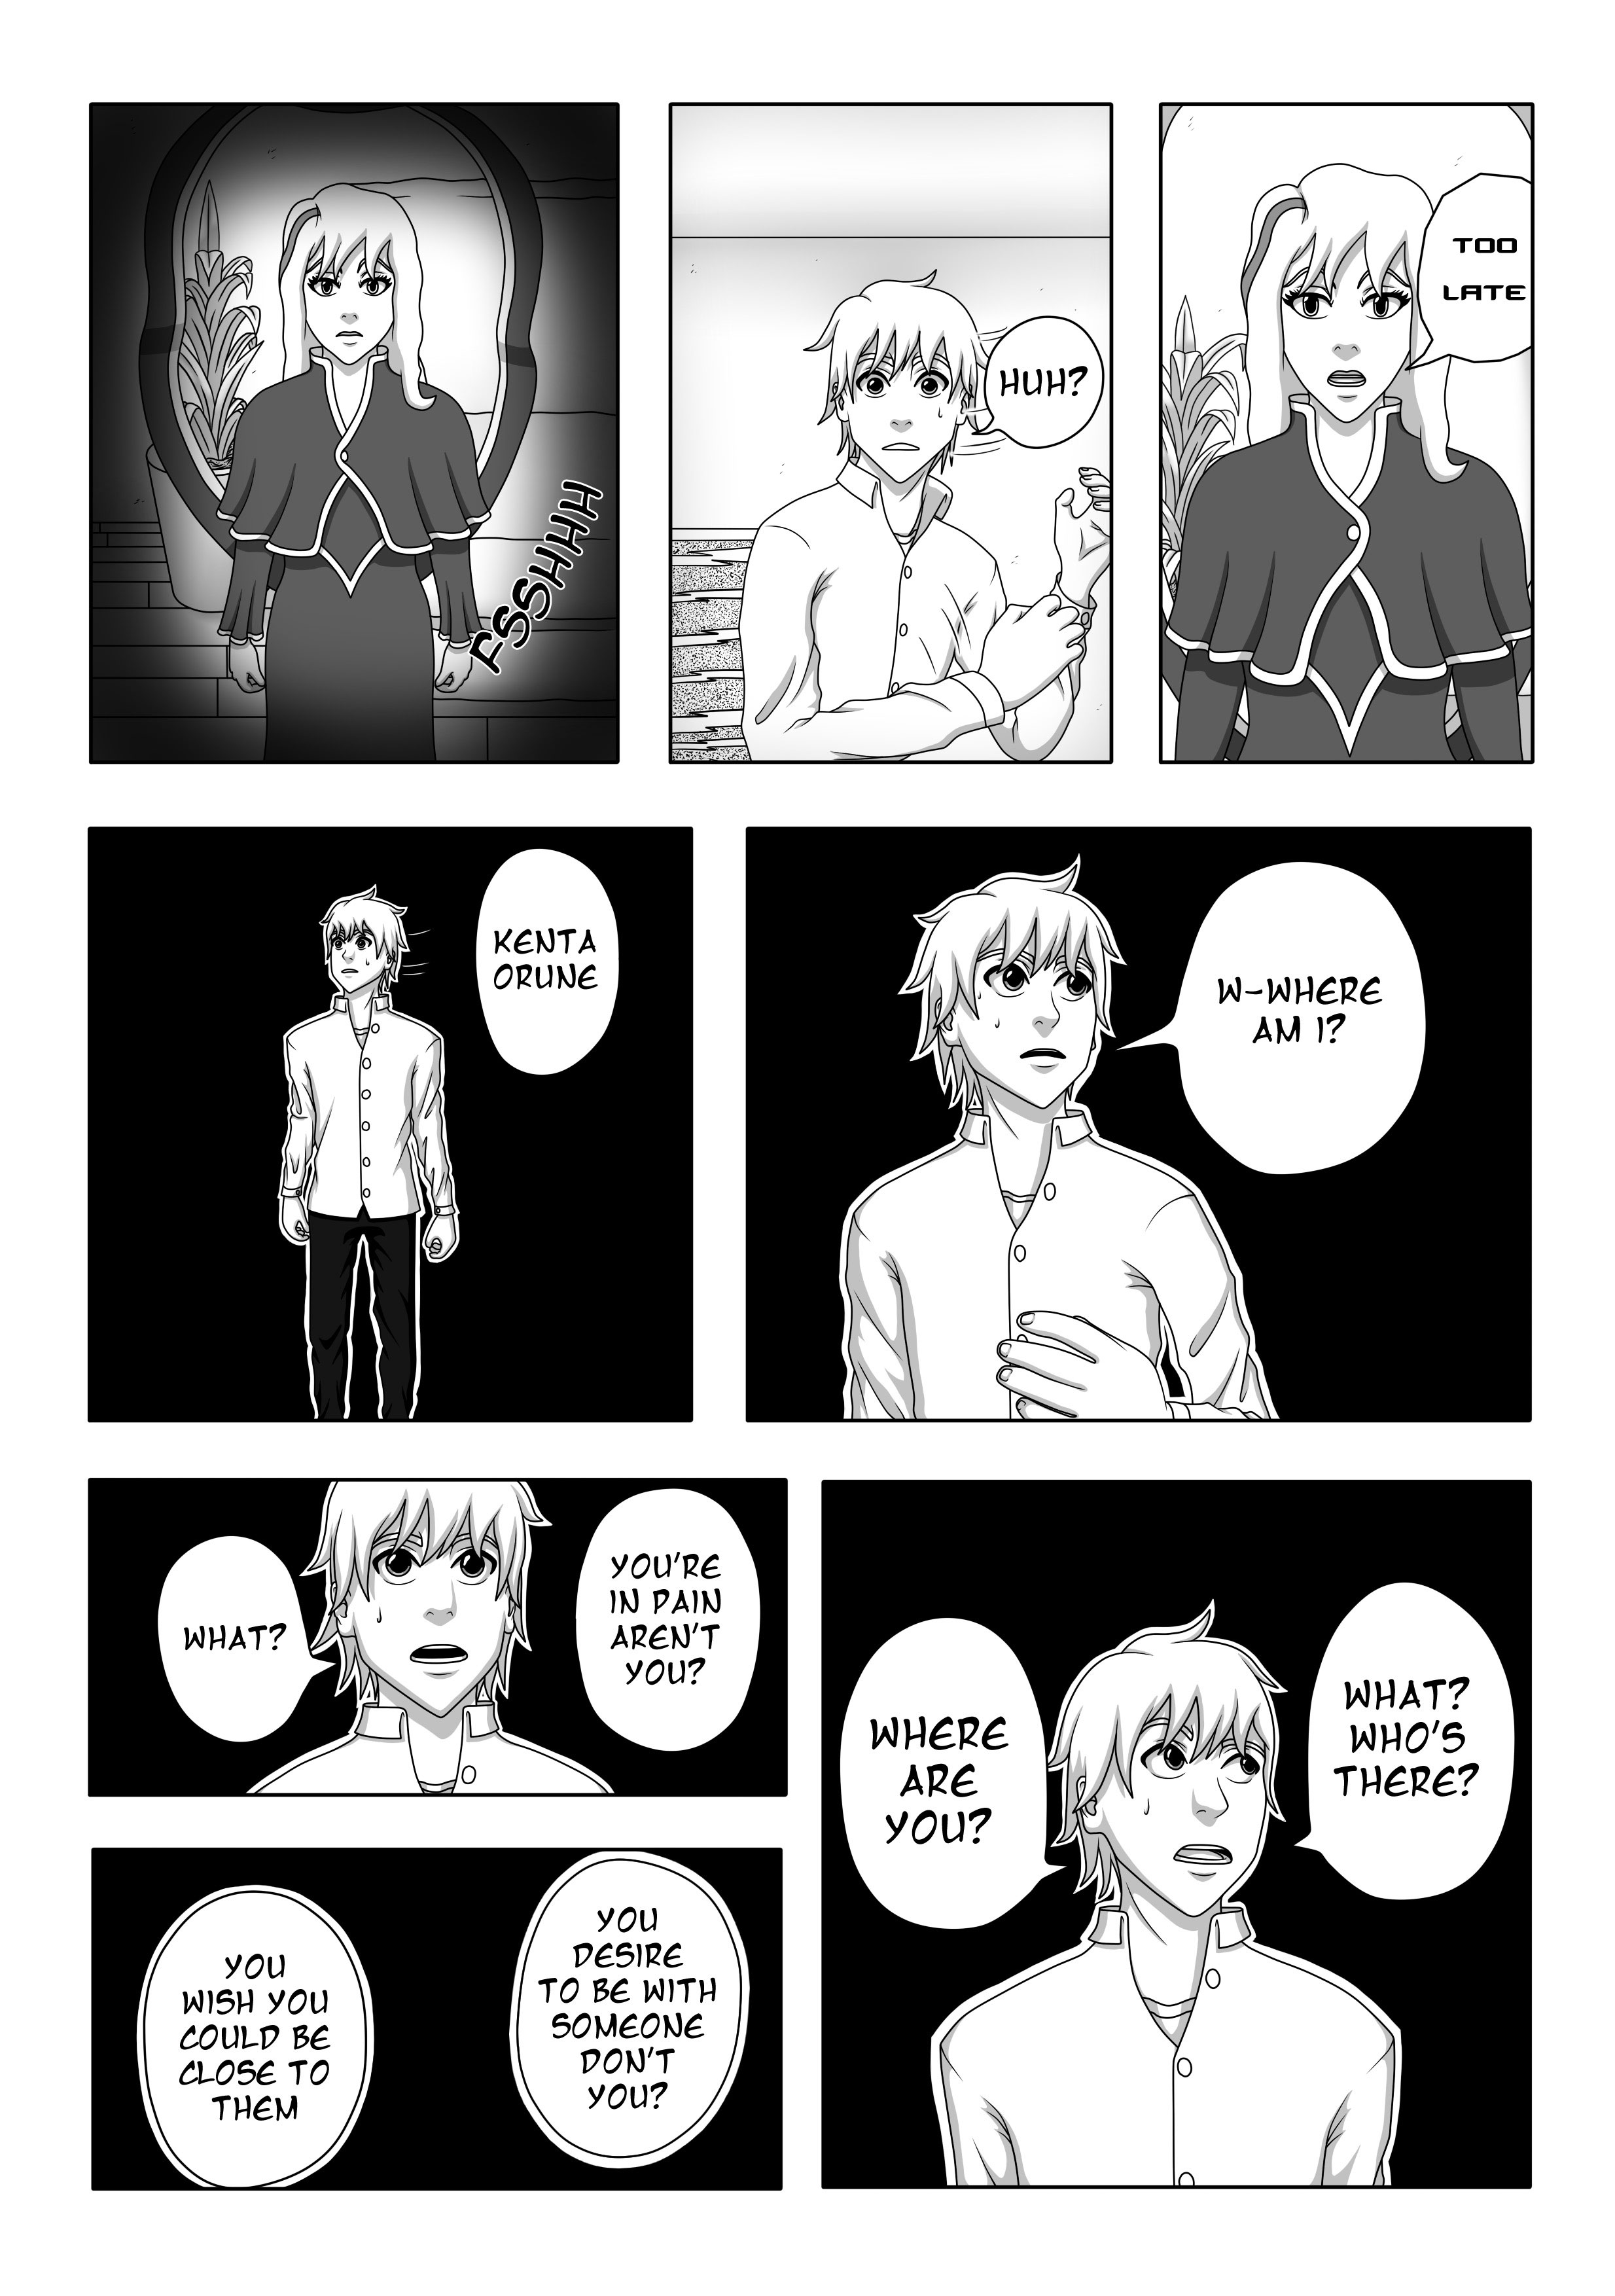 TOO
LATE
HUH?
FSSHHH
W-WHERE
AM I?
KENTA
ORUNE
WHAT?
WHO'S
THERE?
WHERE
ARE
YOU?
YOU'RE
IN PAIN
AREN'T
YOU?
WHAT?
YOU
DESIRE
TO BE WITH
SOMEONE
DON'T
YOU?
YOU
WISH YOU
COULD BE
CLOSE TO
THEM